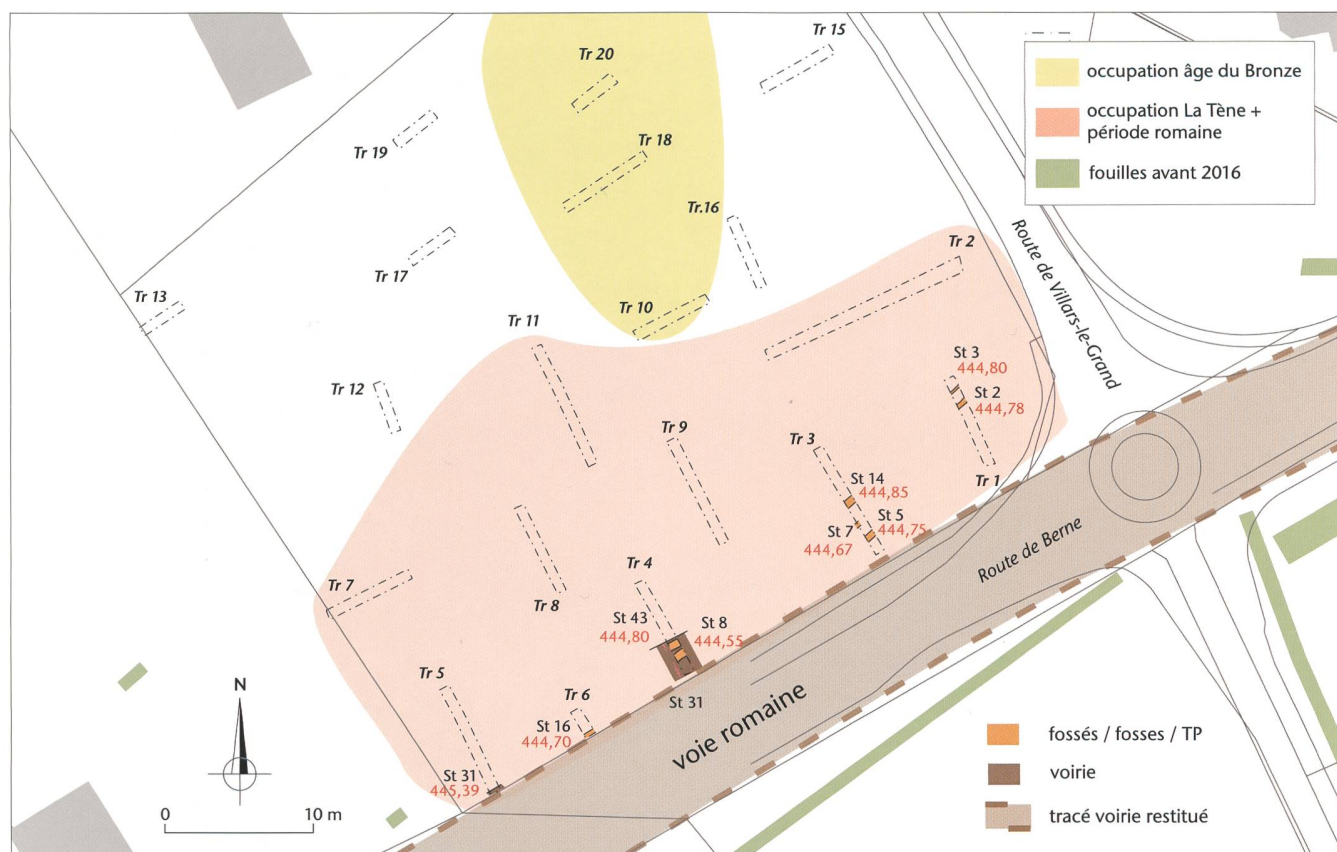 Tr 15
Tr 20
occupation âge du Bronze
occupation La Tène +
période romaine
fouilles avant 2016
Tr 19
Tr 18
Tr.16
Tr 17
Tr 2
Route de Villars-le-Grand
Tr 13
Tr 10
Tr 11
St 3
444,80
St 2
444,78
Tr 12
Tr 9
Tr 3
Tr 1
St 14
444,85
St 7
444,67
St 5
444,75
Route de Berne
Tr 7
Tr 8
Tr 4
St 43
444,80
St 8
444,55
St 31
Tr 5
Tr 6
St 16
444,70
voie romaine
St 31
445,39
N
0 10 m
fossés / fosses / TP
voirie
tracé voirie restitué